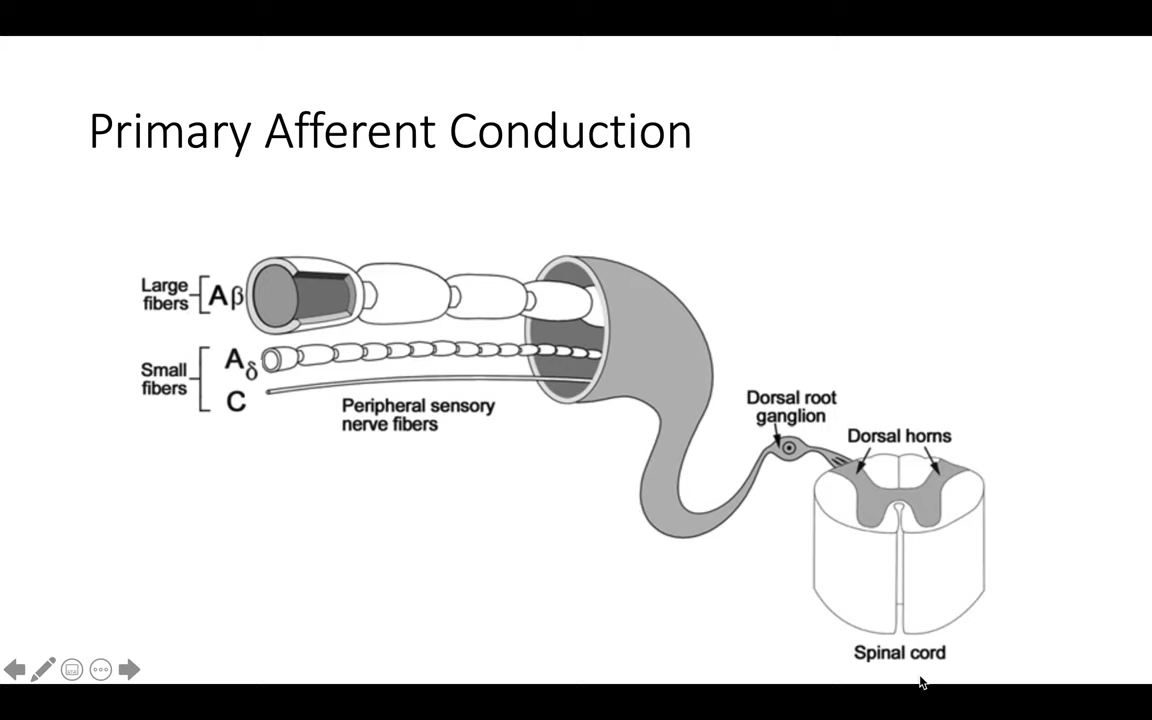 Primary Afferent Conduction
Large
fibers
Aβ
Small
fibers
Aδ
C
Peripheral sensory
nerve fibers
Dorsal root
ganglion
Dorsal horns
Spinal cord